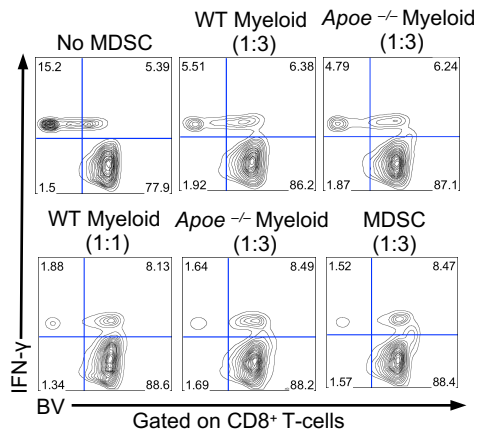 No MDSC
WT Myeloid
(1:3)
Apoe –/– Myeloid
(1:3)
15.2 5.39
1.5 77.9
5.51 6.38
1.92 86.2
4.79 6.24
1.87 87.1
WT Myeloid
(1:1)
Apoe –/– Myeloid
(1:3)
MDSC
(1:3)
1.88 8.13
1.34 88.6
1.64 8.49
1.69 88.2
1.52 8.47
1.57 88.4
IFN-γ
BV
Gated on CD8+ T-cells